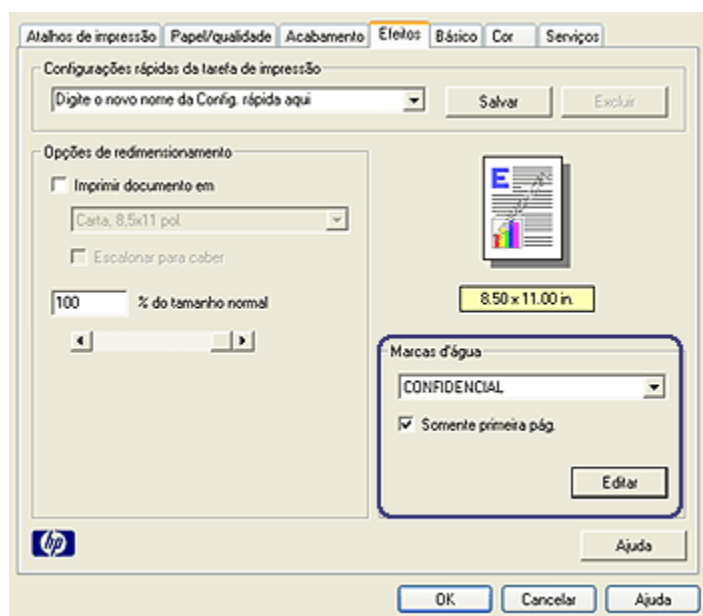 Atalhos de impressão Papel/qualidade Acabamento Efeitos Básico Cor Serviços
Configurações rápidas da tarefa de impressão
Digite o novo nome da Config. rápida aqui Salvar Excluir
Opções de redimensionamento
Imprimir documento em
Carta, 8,5x11 pol.
Escalonar para caber
100 % do tamanho normal
E
8.50 x 11.00 in.
Marcas d'água
CONFIDENCIAL
Somente primeira pág.
Editar
hp Ajuda
OK Cancelar Ajuda